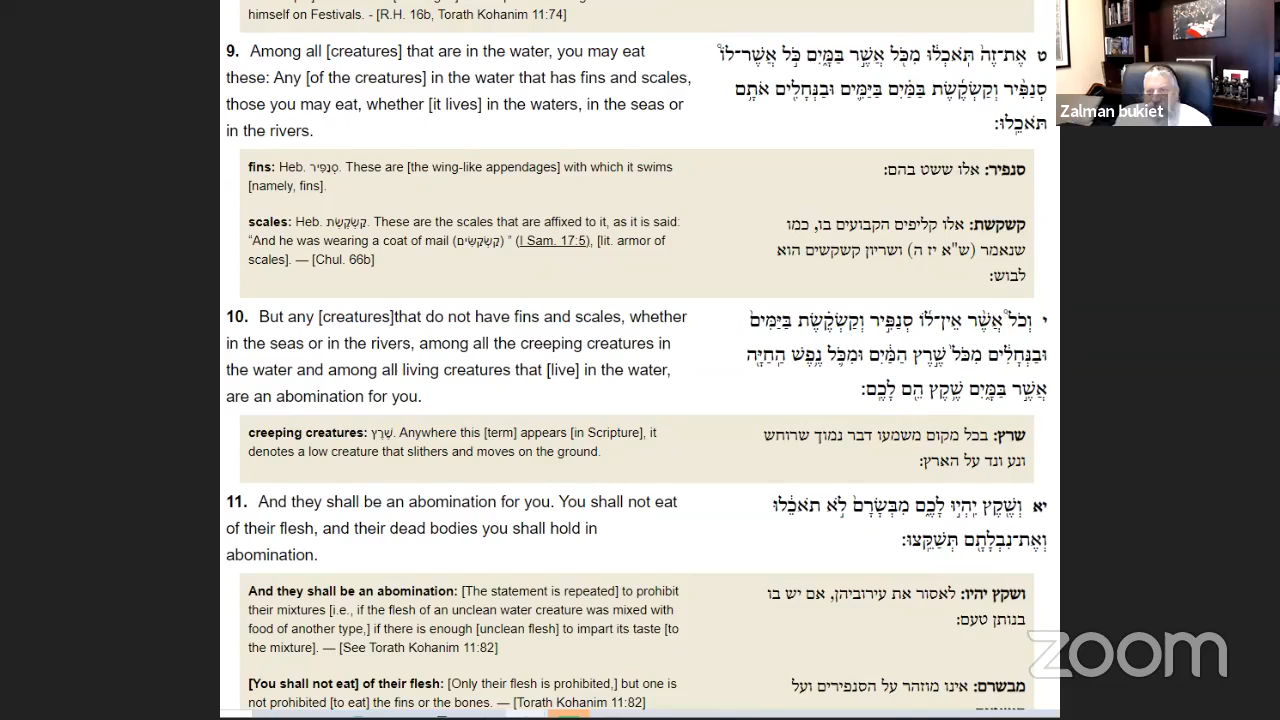 himself on Festivals. - [R.H. 16b, Torath Kohanim 11:74]
9. Among all [creatures] that are in the water, you may eat
these: Any [of the creatures] in the water that has fins and scales,
those you may eat, whether [it lives] in the waters, in the seas or
in the rivers.
ט אֶת־זֶה֙ תֹּֽאכְל֔וּ מִכֹּ֖ל אֲשֶׁ֣ר בַּמָּ֑יִם כֹּ֣ל אֲשֶׁר־לוֹ֩
סְנַפִּ֨יר וְקַשְׂקֶ֜שֶׂת בַּמַּ֗יִם בַּיַּמִּ֛ים וּבַנְּחָלִ֖ים אֹתָ֥ם
תֹּאכֵֽלוּ:
fins: Heb. סְנַפִּיר. These are [the wing-like appendages] with which it swims
[namely, fins].
סנפיר: אלו ששט בהם:
scales: Heb. קַשְׂקֶשֶׂת. These are the scales that are affixed to it, as it is said:
“And he was wearing a coat of mail (קַשְׂקַשִּׂים) ” (I Sam. 17:5), [lit. armor of
scales]. — [Chul. 66b]
קשקשת: אלו קליפים הקבועים בו, כמו
שנאמר (ש"א יז ה) ושריון קשקשים הוא
לבוש:
10. But any [creatures]that do not have fins and scales, whether
in the seas or in the rivers, among all the creeping creatures in
the water and among all living creatures that [live] in the water,
are an abomination for you.
י וְכֹל֩ אֲשֶׁ֨ר אֵֽין־ל֜וֹ סְנַפִּ֣יר וְקַשְׂקֶ֗שֶׂת בַּיַּמִּים֙
וּבַנְּחָלִ֔ים מִכֹּל֙ שֶׁ֣רֶץ הַמַּ֔יִם וּמִכֹּ֛ל נֶ֥פֶשׁ הַֽחַיָּ֖ה
אֲשֶׁ֣ר בַּמָּ֑יִם שֶׁ֥קֶץ הֵ֖ם לָכֶֽם:
creeping creatures: שֶׁרֶץ. Anywhere this [term] appears [in Scripture], it
denotes a low creature that slithers and moves on the ground.
שרץ: בכל מקום משמעו דבר נמוך שרוחש
ונע ונד על הארץ:
11. And they shall be an abomination for you. You shall not eat
of their flesh, and their dead bodies you shall hold in
abomination.
יא וְשֶׁ֖קֶץ יִֽהְי֣וּ לָכֶ֑ם מִבְּשָׂרָם֙ לֹ֣א תֹאכֵ֔לוּ
וְאֶת־נִבְלָתָ֖ם תְּשַׁקֵּֽצוּ:
And they shall be an abomination: [The statement is repeated] to prohibit
their mixtures [i.e., if the flesh of an unclean water creature was mixed with
food of another type,] if there is enough [unclean flesh] to impart its taste [to
the mixture]. — [See Torath Kohanim 11:82]
ושקץ יהיו: לאסור את עירוביהן, אם יש בו
בנותן טעם:
[You shall not eat] of their flesh: [Only their flesh is prohibited,] but one is
not prohibited [to eat] the fins or the bones. — [Torath Kohanim 11:82]
מבשרם: אינו מוזהר על הסנפירים ועל
Zalman bukiet
zoom